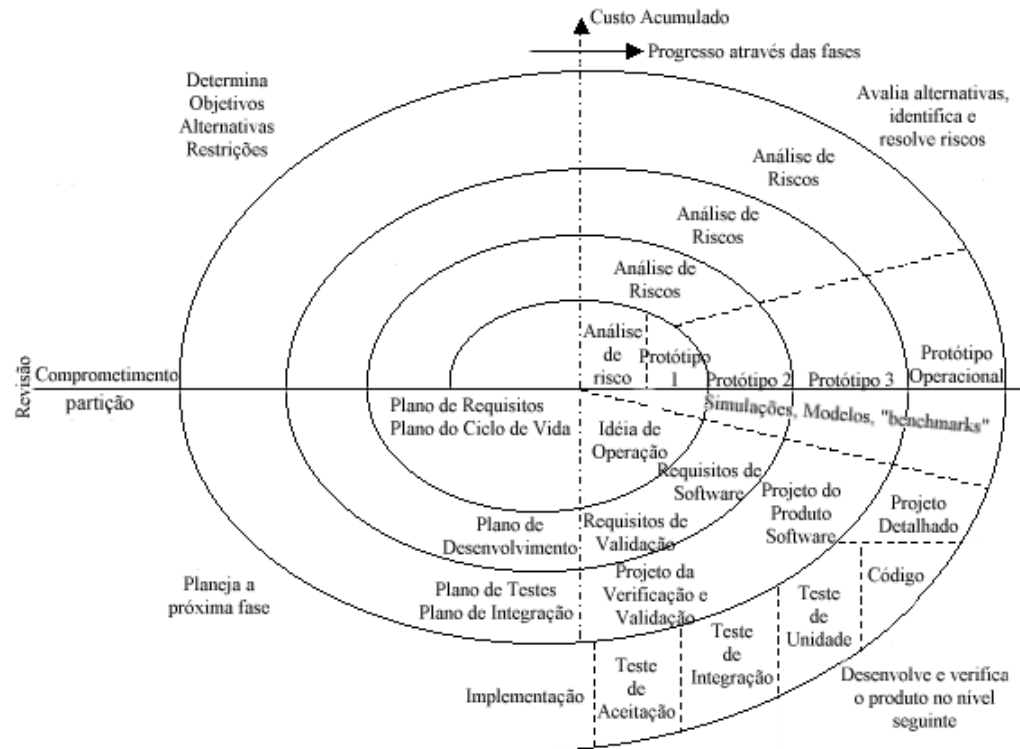 Custo Acumulado
Progresso através das fases
Determina
Objetivos
Alternativas
Restrições
Avalia alternativas,
identifica e
resolve riscos
Análise de
Riscos
Análise de
Riscos
Análise de
Riscos
Análise
de
risco
Protótipo
1
Protótipo 2
Protótipo 3
Protótipo
Operacional
Revisão
Comprometimento
partição
Simulações, Modelos, "benchmarks"
Plano de Requisitos
Plano do Ciclo de Vida
Idéia de
Operação
Requisitos de
Software
Projeto do
Produto
Software
Projeto
Detalhado
Plano de
Desenvolvimento
Requisitos de
Validação
Planeja a
próxima fase
Plano de Testes
Plano de Integração
Projeto da
Verificação e
Validação
Código
Teste
de
Unidade
Teste
de
Integração
Teste
de
Aceitação
Implementação
Desenvolve e verifica
o produto no nível
seguinte